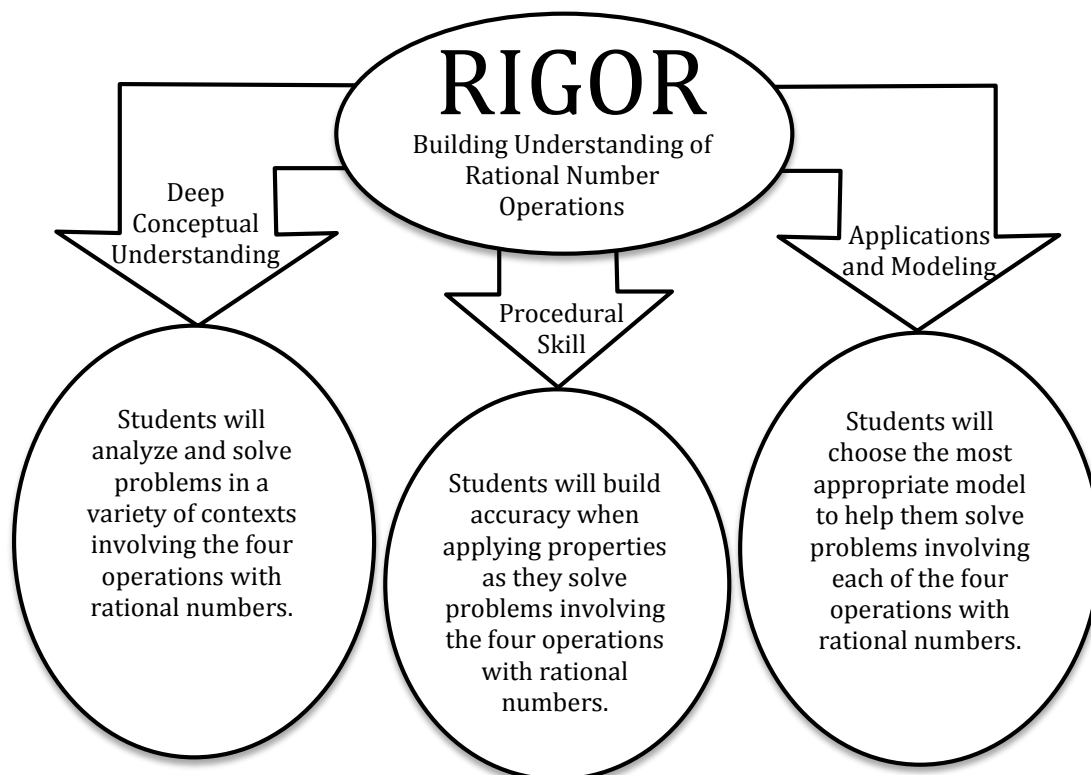 RIGOR
Building Understanding of
Rational Number
Operations
Deep
Conceptual
Understanding
Procedural
Skill
Applications
and Modeling
Students will
analyze and solve
problems in a
variety of contexts
involving the four
operations with
rational numbers.
Students will build
accuracy when
applying properties
as they solve
problems involving
the four operations
with rational
numbers.
Students will
choose the most
appropriate model
to help them solve
problems involving
each of the four
operations with
rational numbers.